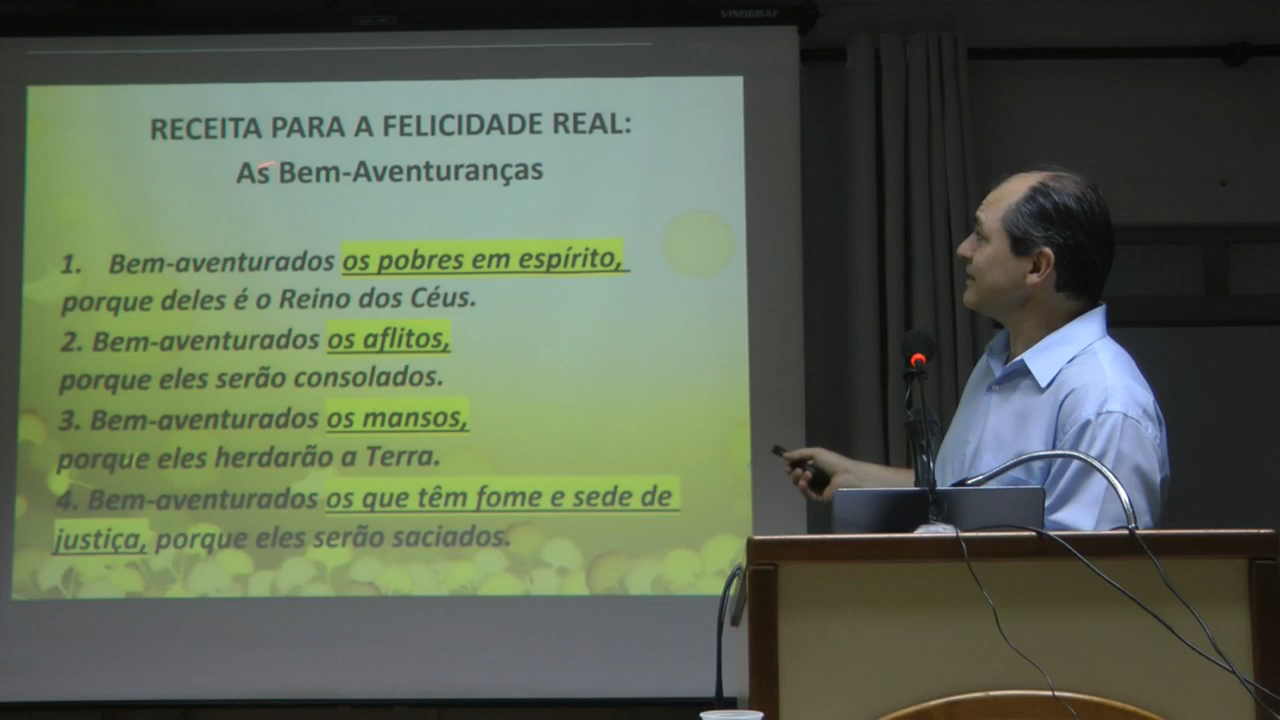 VISOGRAF
RECEITA PARA A FELICIDADE REAL:
As Bem-Aventuranças
1. Bem-aventurados os pobres em espírito,
porque deles é o Reino dos Céus.
2. Bem-aventurados os aflitos,
porque eles serão consolados.
3. Bem-aventurados os mansos,
porque eles herdarão a Terra.
4. Bem-aventurados os que têm fome e sede de
justiça, porque eles serão saciados.